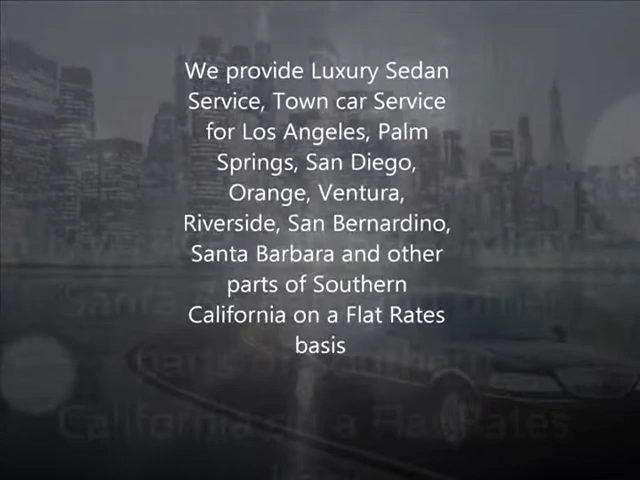 We provide Luxury Sedan
Service, Town car Service
for Los Angeles, Palm
Springs, San Diego,
Orange, Ventura,
Riverside, San Bernardino,
Santa Barbara and other
parts of Southern
California on a Flat Rates
basis